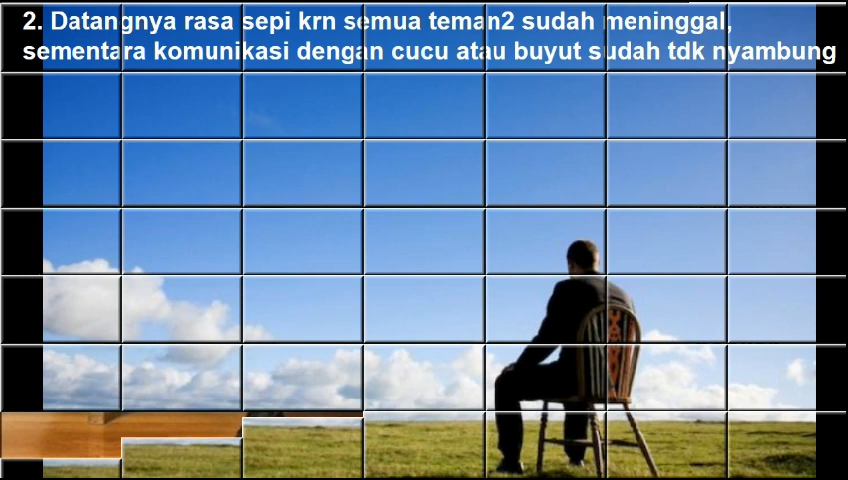 2. Datangnya rasa sepi krn semua teman2 sudah meninggal,
sementara komunikasi dengan cucu atau buyut sudah tdk nyambung